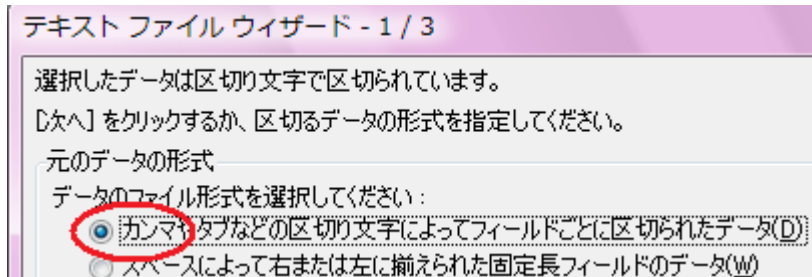 テキスト ファイル ウィザード - 1 / 3
選択したデータは区切り文字で区切られています。
[次へ] をクリックするか、区切るデータの形式を指定してください。
元のデータの形式
データのファイル形式を選択してください:
カンマやタブなどの区切り文字によってフィールドごとに区切られたデータ(D)
スペースによって右または左に揃えられた固定長フィールドのデータ(W)